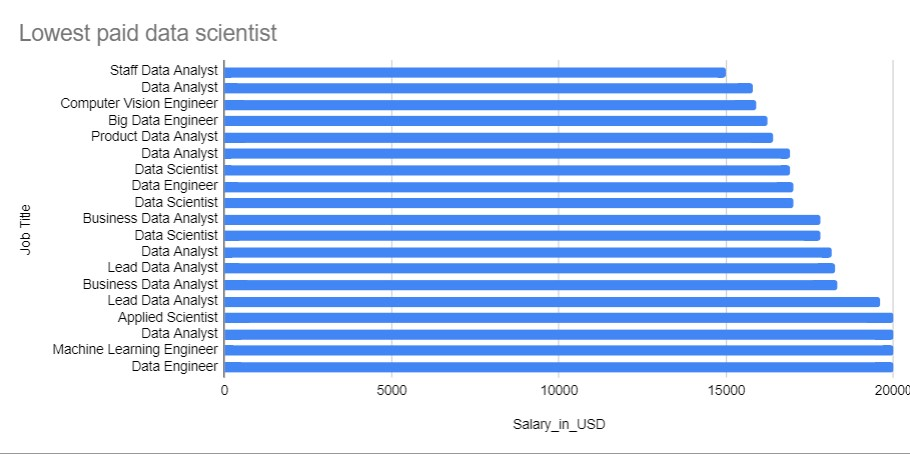 Lowest paid data scientist
Staff Data Analyst
Data Analyst
Computer Vision Engineer
Big Data Engineer
Product Data Analyst
Data Analyst
Data Scientist
Data Engineer
Data Scientist
Business Data Analyst
Data Scientist
Data Analyst
Lead Data Analyst
Business Data Analyst
Lead Data Analyst
Applied Scientist
Data Analyst
Machine Learning Engineer
Data Engineer
Job Title
0 5000 10000 15000 20000
Salary_in_USD